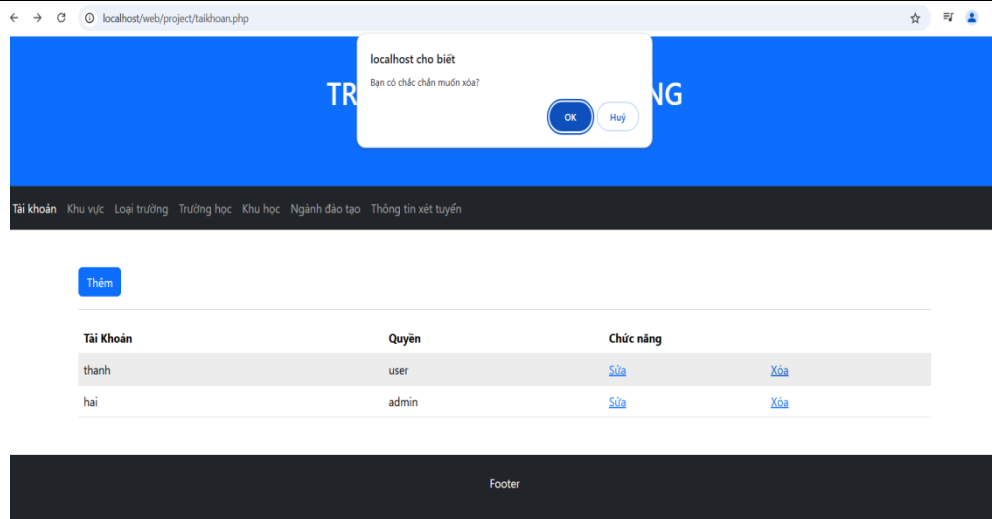 localhost/web/project/taikhoan.php
localhost cho biết
Bạn có chắc chắn muốn xóa?
OK Huỷ
Tài khoản Khu vực Loại trường Trường học Khu học Ngành đào tạo Thông tin xét tuyển
Thêm
Tài Khoản Quyền Chức năng
thanh user Sửa Xóa
hai admin Sửa Xóa
Footer